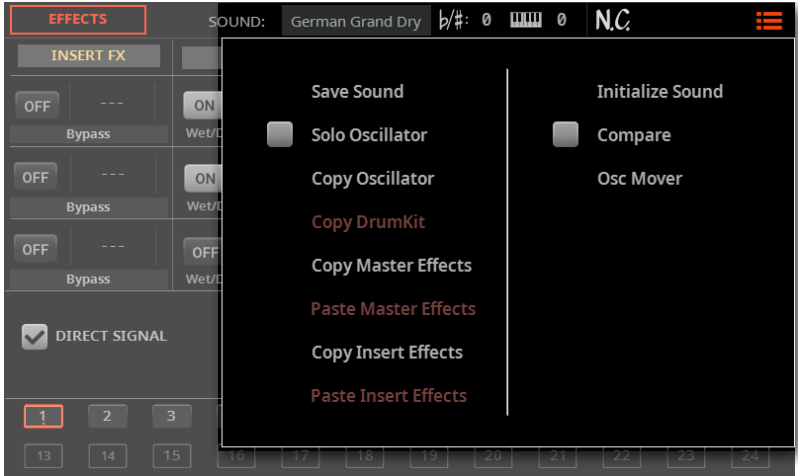 EFFECTS SOUND: German Grand Dry b/#: 0 0 N.C.
INSERT FX
Save Sound Initialize Sound
OFF --- ON
Bypass Wet/D
Solo Oscillator Compare
OFF --- ON
Copy Oscillator Osc Mover
Bypass Wet/D
Copy DrumKit
OFF --- OFF
Copy Master Effects
Bypass Wet/D
Paste Master Effects
DIRECT SIGNAL
Copy Insert Effects
Paste Insert Effects
1 2 3
13 14 15 16 17 18 19 20 21 22 23 24